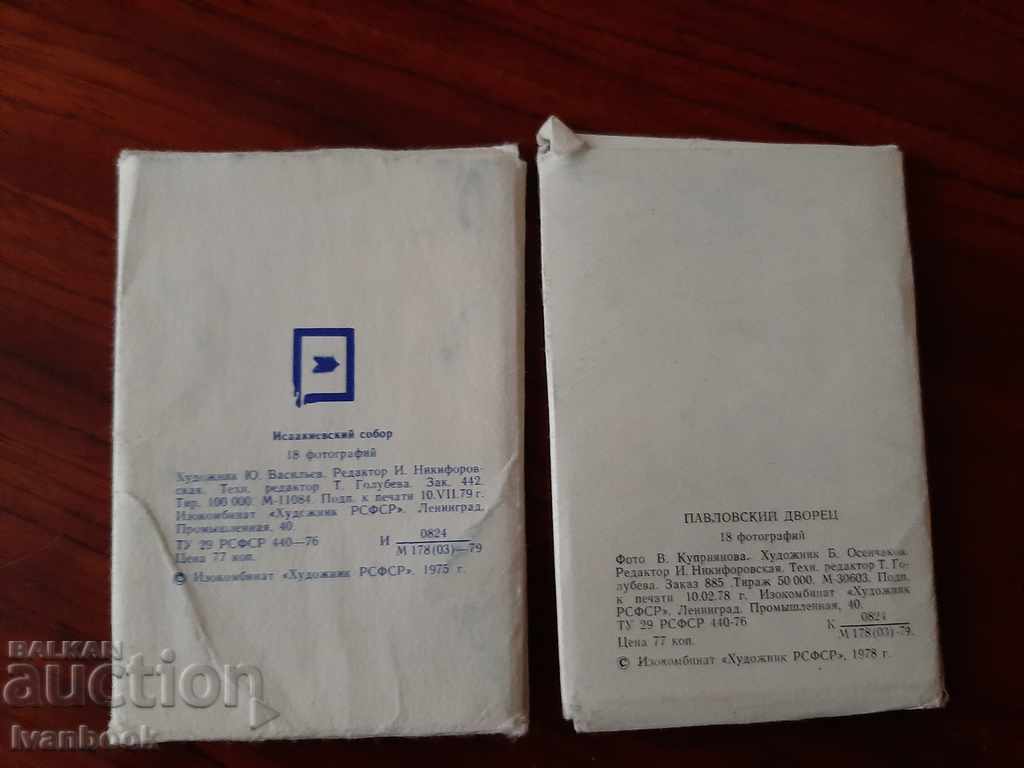 Исаакиевский собор
18 фотографий
Художник Ю. Васильев. Редактор И. Никифоров-
ская. Техн. редактор Т. Голубева. Зак. 442.
Тир. 100 000. М-11084. Подп. к печати 10.VII.79 г.
Изокомбинат «Художник РСФСР». Ленинград,
Промышленная, 40.
ТУ 29 РСФСР 440—76 И 0824
М 178(03)—79
Цена 77 коп.
© Изокомбинат «Художник РСФСР», 1975 г.
ПАВЛОВСКИЙ ДВОРЕЦ
18 фотографий
Фото В. Куприянова. Художник Б. Осенчаков.
Редактор И. Никифоровская. Техн. редактор Т. Го-
лубева. Заказ 885 Тираж 50 000. М-30603. Подп.
к печати 10.02.78 г. Изокомбинат «Художник
РСФСР», Ленинград. Промышленная, 40.
ТУ 29 РСФСР 440-76 К 0824
М 178(03)-79.
Цена 77 коп.
© Изокомбинат «Художник РСФСР», 1978 г.
BALKAN
auction
Ivanbook